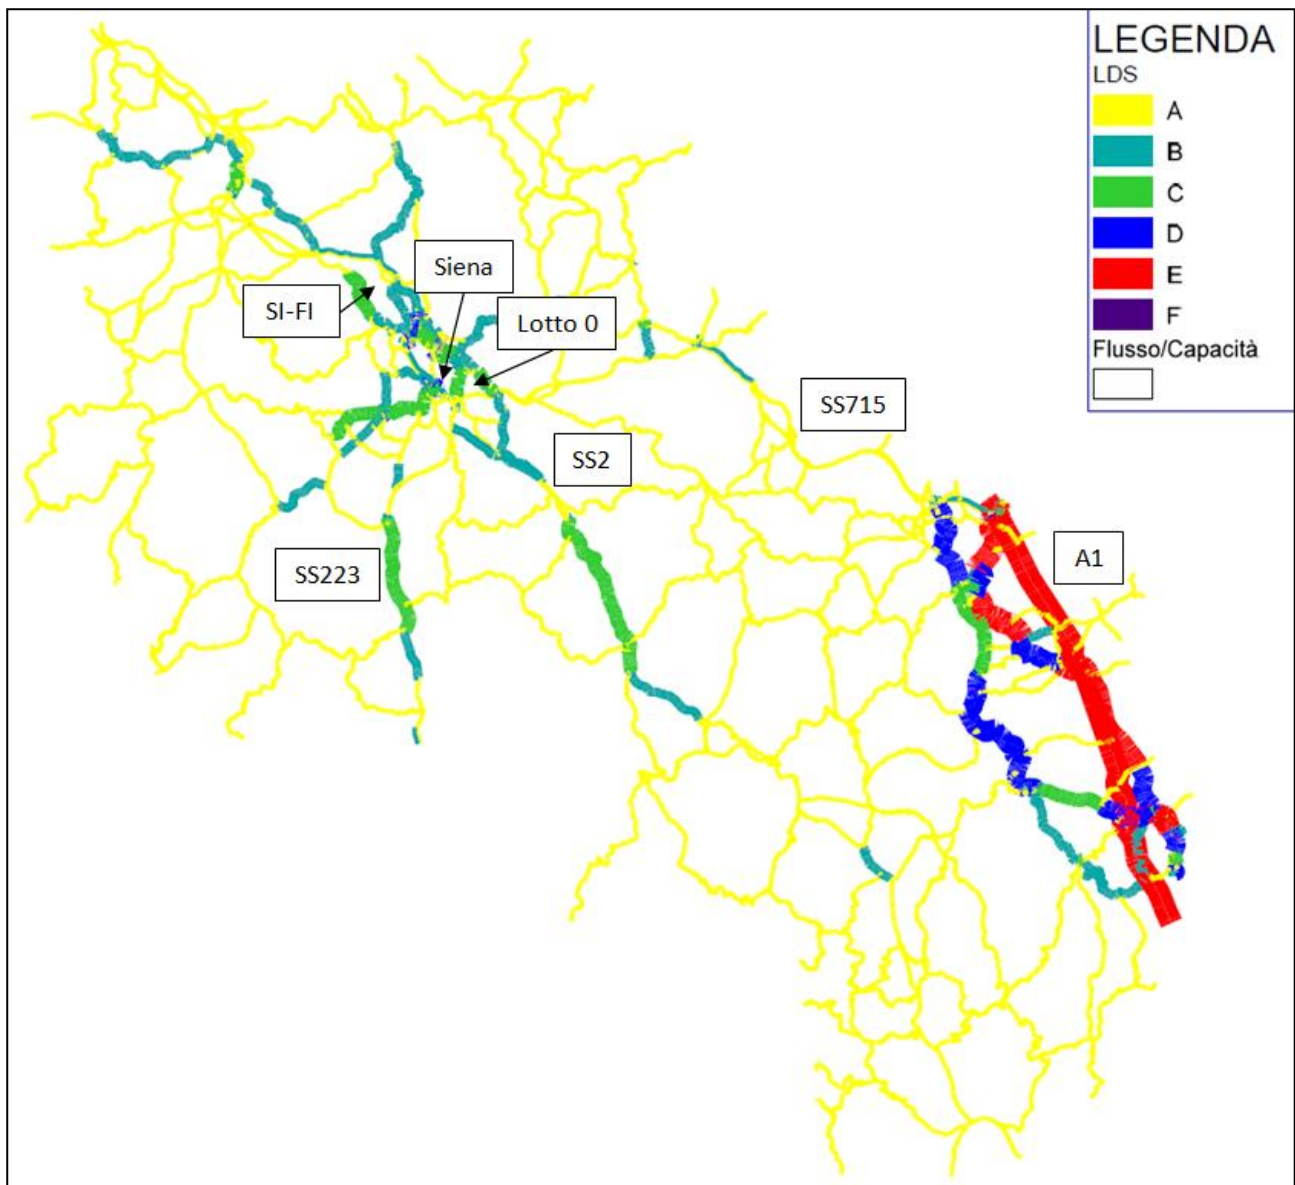 LEGENDA
LDS
A
B
C
D
E
F
Flusso/Capacità
Siena
SI-FI
Lotto 0
SS715
SS2
A1
SS223